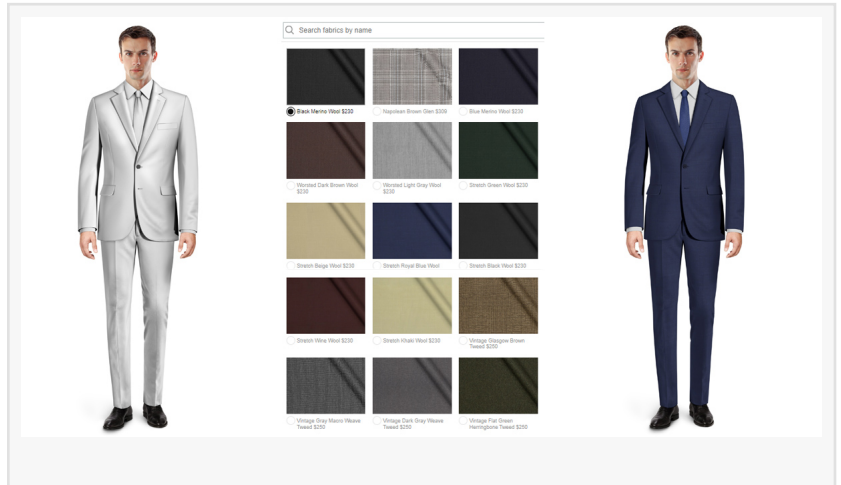 Search fabrics by name
Black Merino Wool $230
Napolean Brown Glen $309
Blue Merino Wool $230
Worsted Dark Brown Wool
$230
Worsted Light Gray Wool
$230
Stretch Green Wool $230
Stretch Beige Wool $230
Stretch Royal Blue Wool
Stretch Black Wool $230
Stretch Wine Wool $230
Stretch Khaki Wool $230
Vintage Glasgow Brown
Tweed $250
Vintage Gray Macro Weave
Tweed $250
Vintage Dark Gray Weave
Tweed $250
Vintage Flat Green
Herringbone Tweed $250